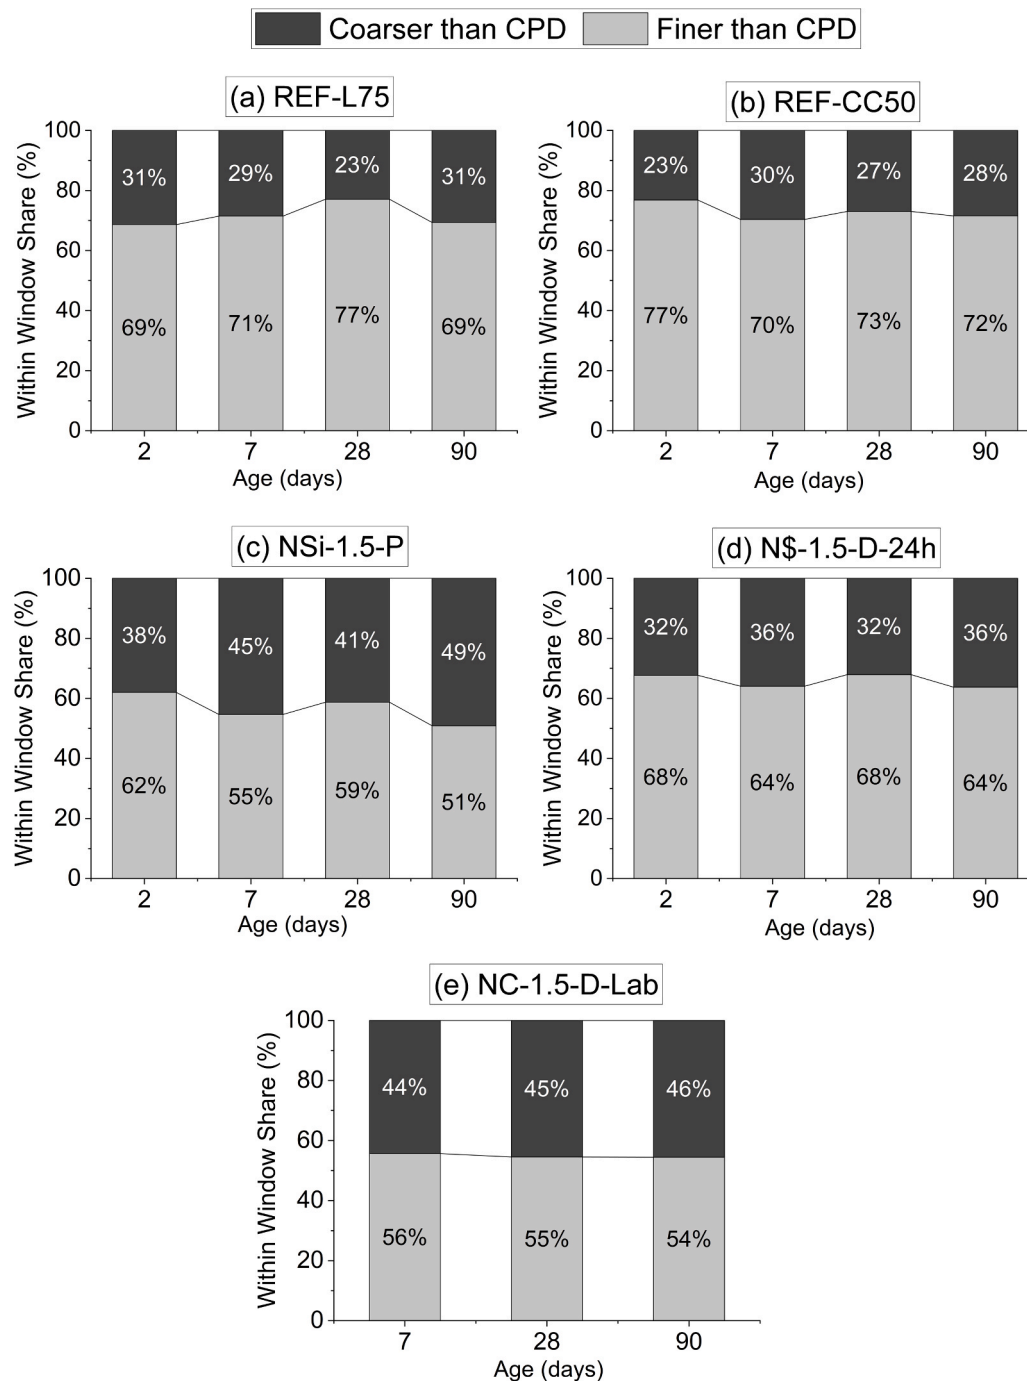 Coarser than CPD Finer than CPD
(a) REF-L75
Within Window Share (%)
100
80
60
40
20
0
31% 29% 23% 31%
69% 71% 77% 69%
2 7 28 90
Age (days)
(b) REF-CC50
Within Window Share (%)
100
80
60
40
20
0
23% 30% 27% 28%
77% 70% 73% 72%
2 7 28 90
Age (days)
(c) NSi-1.5-P
Within Window Share (%)
100
80
60
40
20
0
38% 45% 41% 49%
62% 55% 59% 51%
2 7 28 90
Age (days)
(d) N$-1.5-D-24h
Within Window Share (%)
100
80
60
40
20
0
32% 36% 32% 36%
68% 64% 68% 64%
2 7 28 90
Age (days)
(e) NC-1.5-D-Lab
Within Window Share (%)
100
80
60
40
20
0
44% 45% 46%
56% 55% 54%
7 28 90
Age (days)